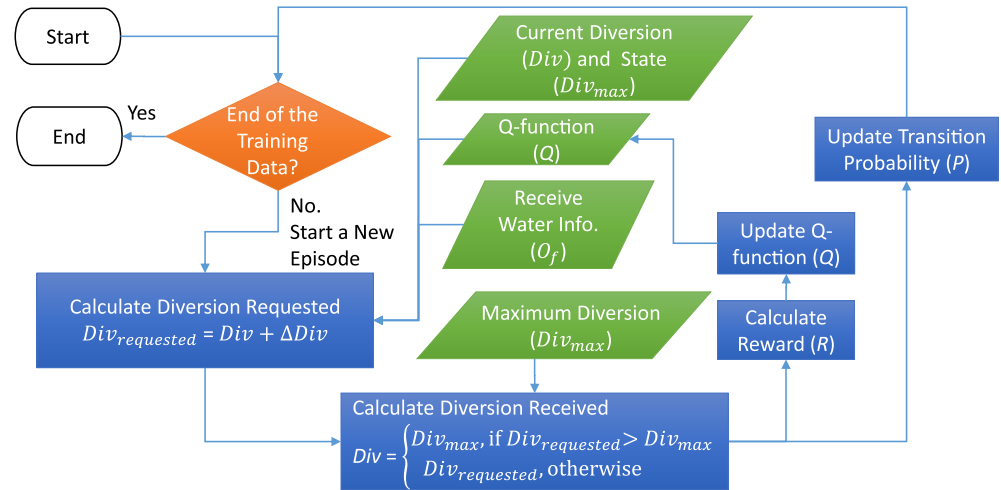 Start
End
Yes
End of the
Training
Data?
No.
Start a New
Episode
Current Diversion
(Div) and State
(Div_max)
Q-function
(Q)
Receive
Water Info.
(O_f)
Maximum Diversion
(Div_max)
Calculate Diversion Requested
Div_requested = Div + ΔDiv
Calculate Diversion Received
Div = { Div_max, if Div_requested > Div_max
Div_requested, otherwise
Calculate
Reward (R)
Update Q-
function (Q)
Update Transition
Probability (P)